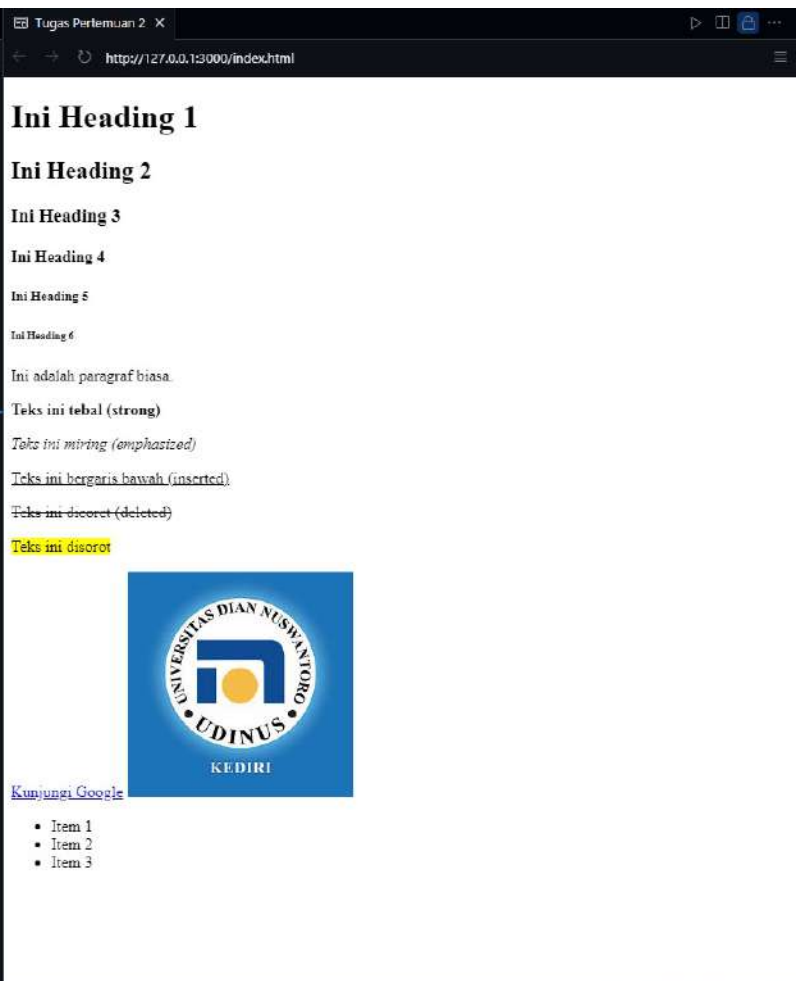 Tugas Pertemuan 2
http://127.0.0.1:3000/index.html
Ini Heading 1
Ini Heading 2
Ini Heading 3
Ini Heading 4
Ini Heading 5
Ini Heading 6
Ini adalah paragraf biasa.
Teks ini tebal (strong)
Teks ini miring (emphasized)
Teks ini bergaris bawah (inserted)
Teks ini dicoret (deleted)
Teks ini disorot
UNIVERSITAS DIAN NUSWANTORO
UDINUS
KEDIRI
Kunjungi Google
Item 1
Item 2
Item 3